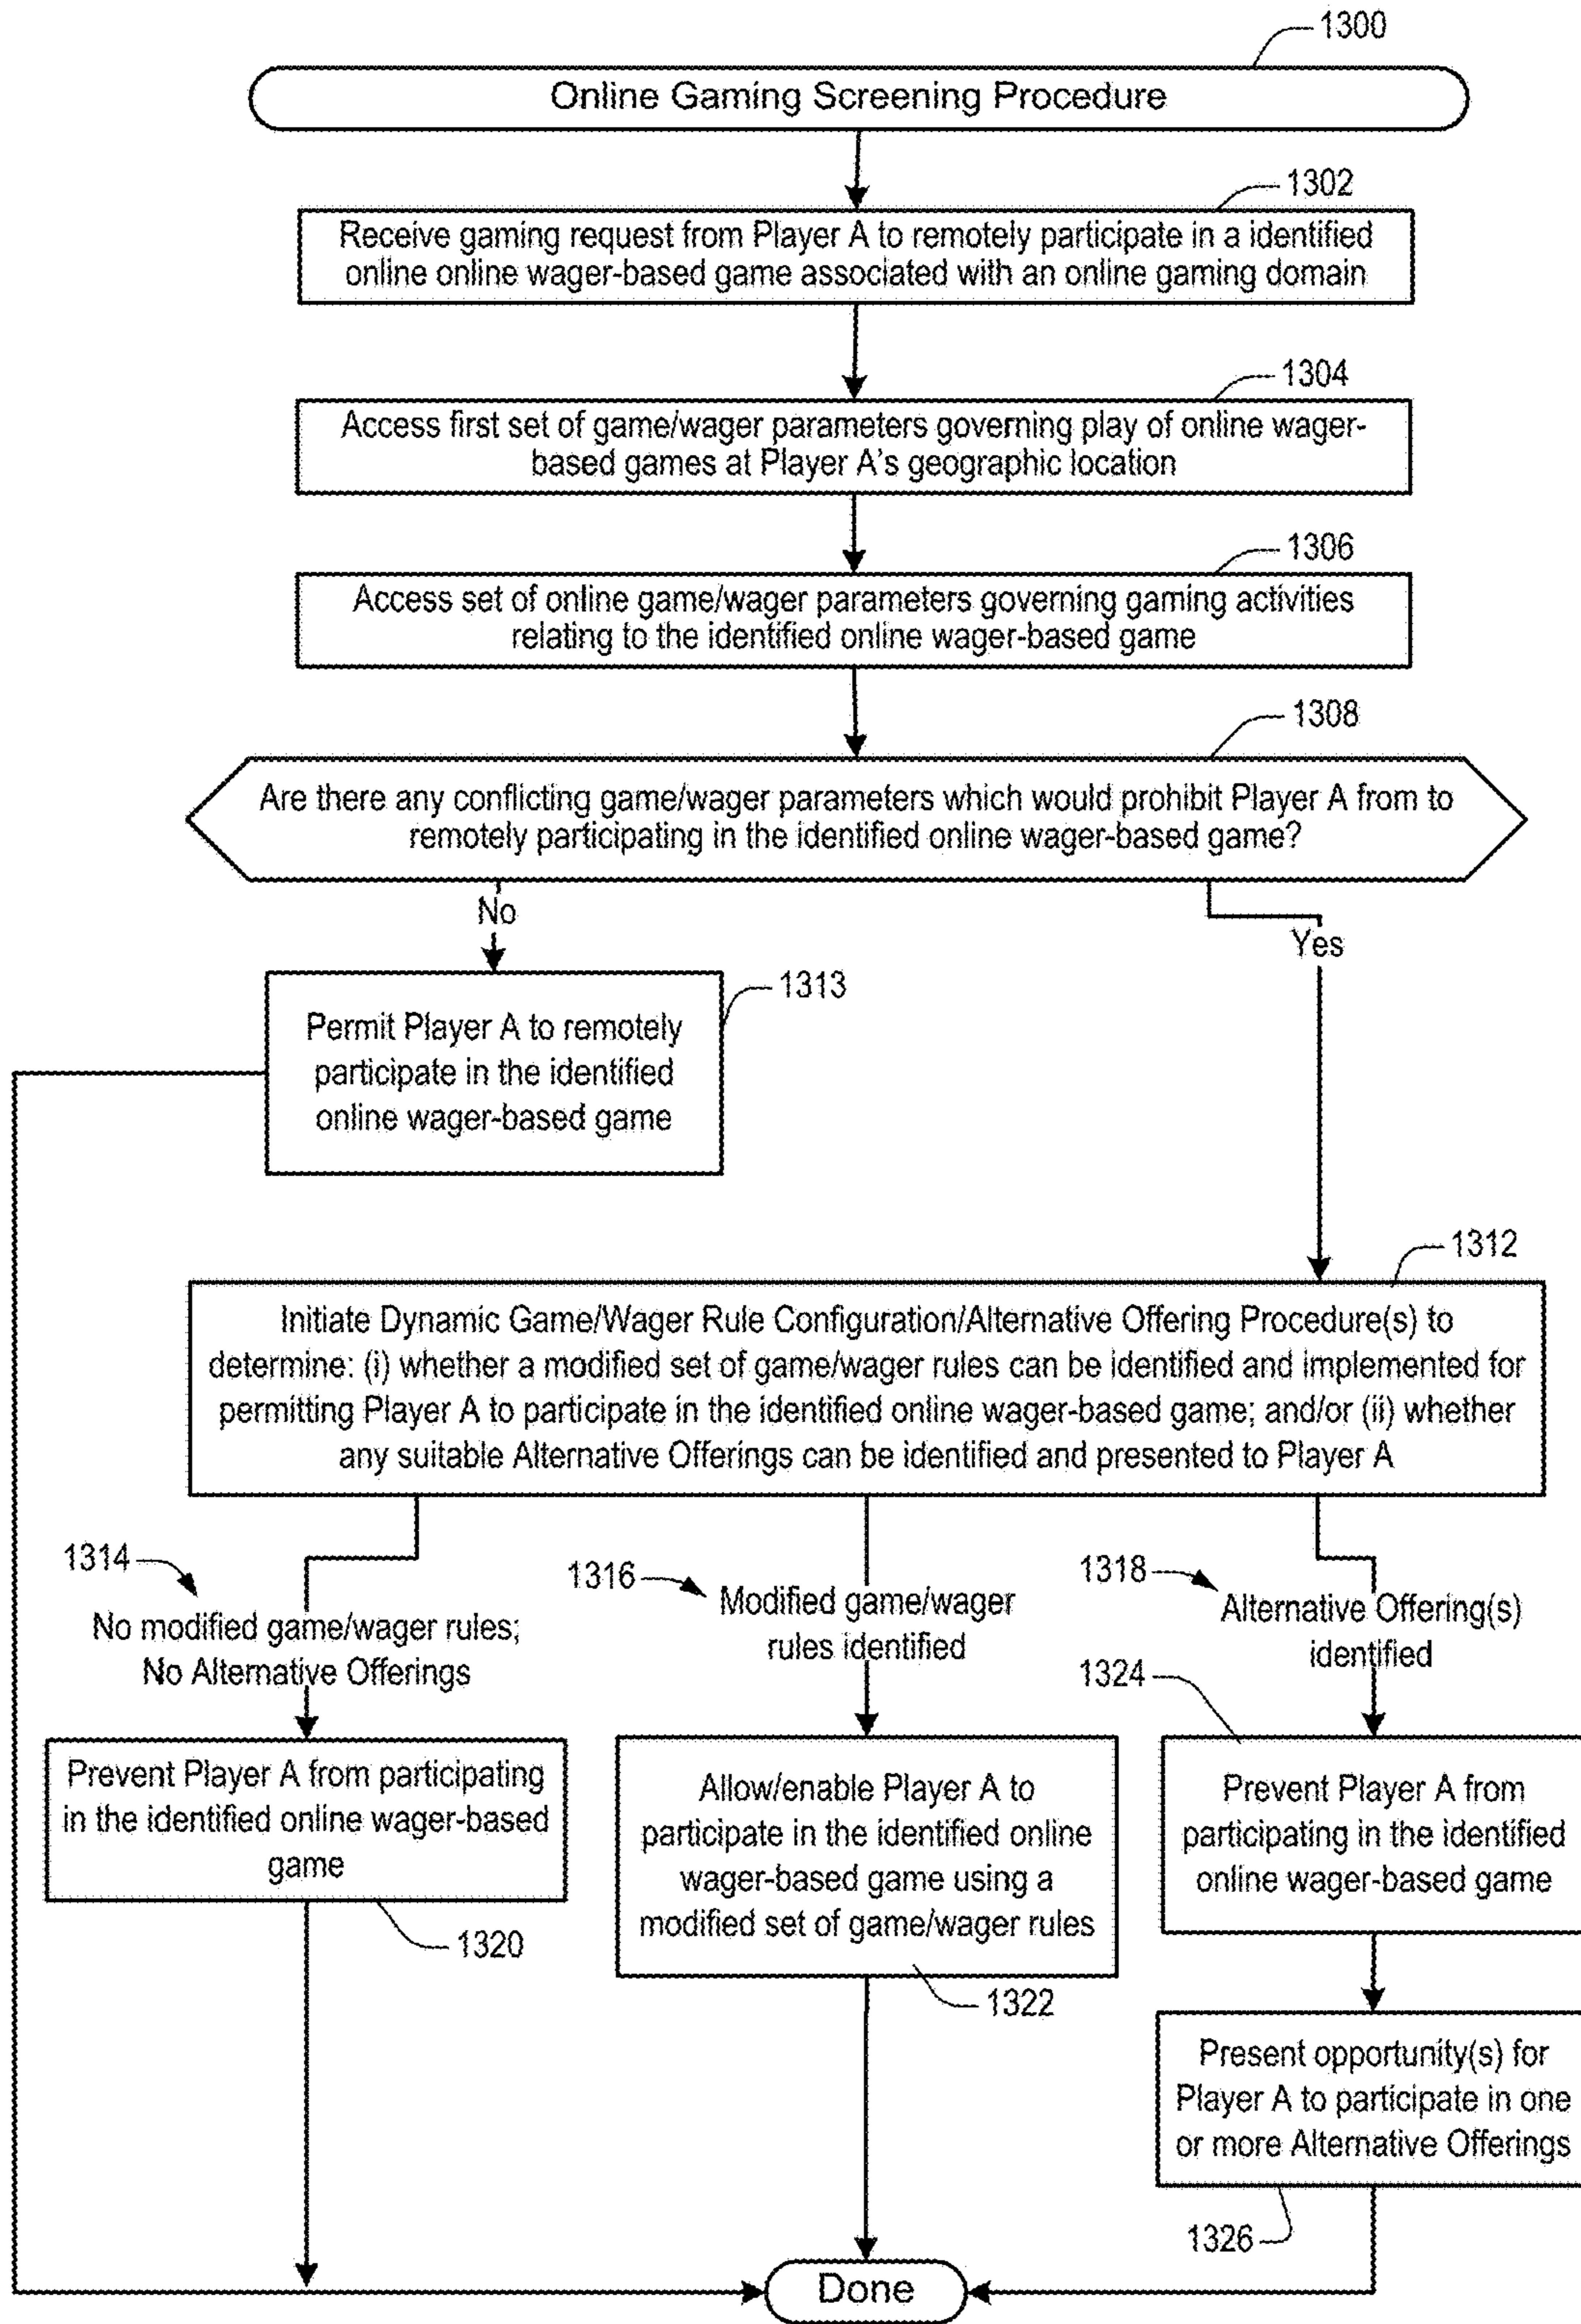 1300
Online Gaming Screening Procedure
1302
Receive gaming request from Player A to remotely participate in a identified
online online wager-based game associated with an online gaming domain
1304
Access first set of game/wager parameters governing play of online wager-
based games at Player A's geographic location
1306
Access set of online game/wager parameters governing gaming activities
relating to the identified online wager-based game
1308
Are there any conflicting game/wager parameters which would prohibit Player A from to
remotely participating in the identified online wager-based game?
No
Yes
1313
Permit Player A to remotely
participate in the identified
online wager-based game
1312
Initiate Dynamic Game/Wager Rule Configuration/Alternative Offering Procedure(s) to
determine: (i) whether a modified set of game/wager rules can be identified and implemented for
permitting Player A to participate in the identified online wager-based game; and/or (ii) whether
any suitable Alternative Offerings can be identified and presented to Player A
1314
No modified game/wager rules;
No Alternative Offerings
1316
Modified game/wager
rules identified
1318
Alternative Offering(s)
identified
1324
Prevent Player A from participating
in the identified online wager-based
game
1320
Allow/enable Player A to
participate in the identified online
wager-based game using a
modified set of game/wager rules
1322
Prevent Player A from
participating in the identified
online wager-based game
Present opportunity(s) for
Player A to participate in one
or more Alternative Offerings
1326
Done